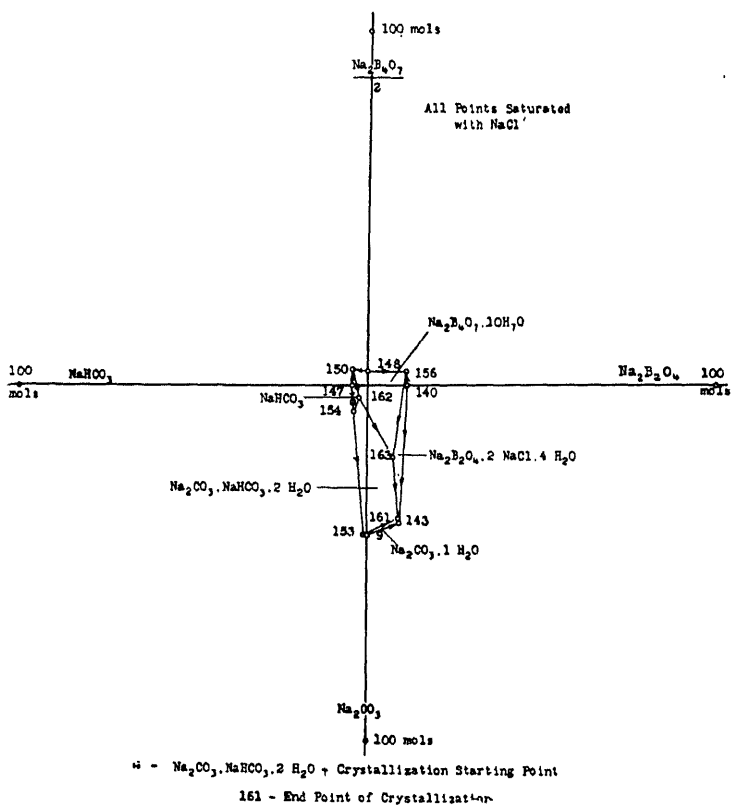 100 mols
Na₂B₄O₇
2
All Points Saturated
with NaCl
Na₂B₄O₇.10H₇O
150
148
156
100
mols
NaHCO₃
Na₂B₂O₄
100
mols
147
162
140
NaHCO₃
154
163
Na₂B₂O₄.2 NaCl.4 H₂O
Na₂CO₃.NaHCO₃.2 H₂O
161
143
153
9
Na₂CO₃.1 H₂O
Na₂CO₃
100 mols
- Na₂CO₃.NaHCO₃.2 H₂O + Crystallization Starting Point
161 - End Point of Crystallization